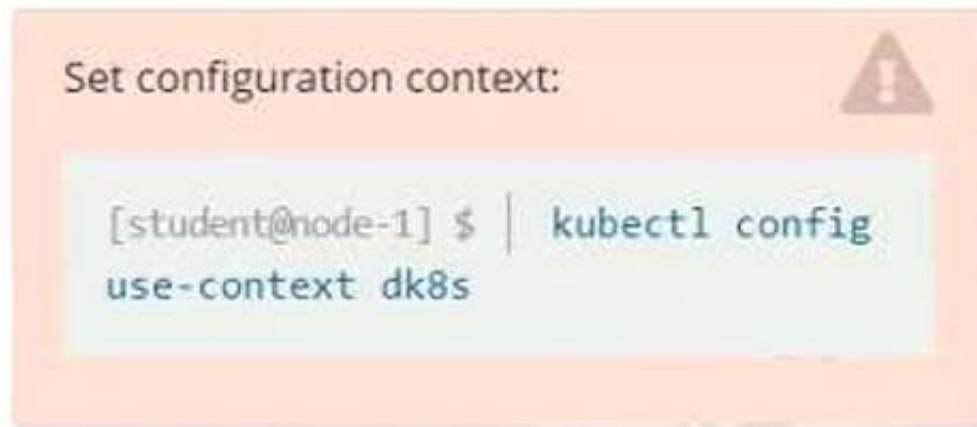 Set configuration context:
[student@node-1] $ | kubectl config
use-context dk8s